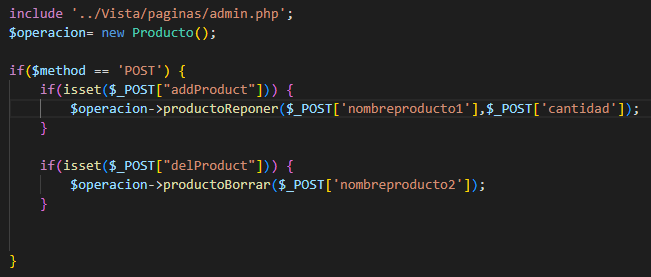 include '../Vista/paginas/admin.php';
$operacion= new Producto();
if($method == 'POST') {
if(isset($_POST["addProduct"])) {
$operacion->productoReponer($_POST['nombreproducto1'],$_POST['cantidad']);
}
if(isset($_POST["delProduct"])) {
$operacion->productoBorrar($_POST['nombreproducto2']);
}
}